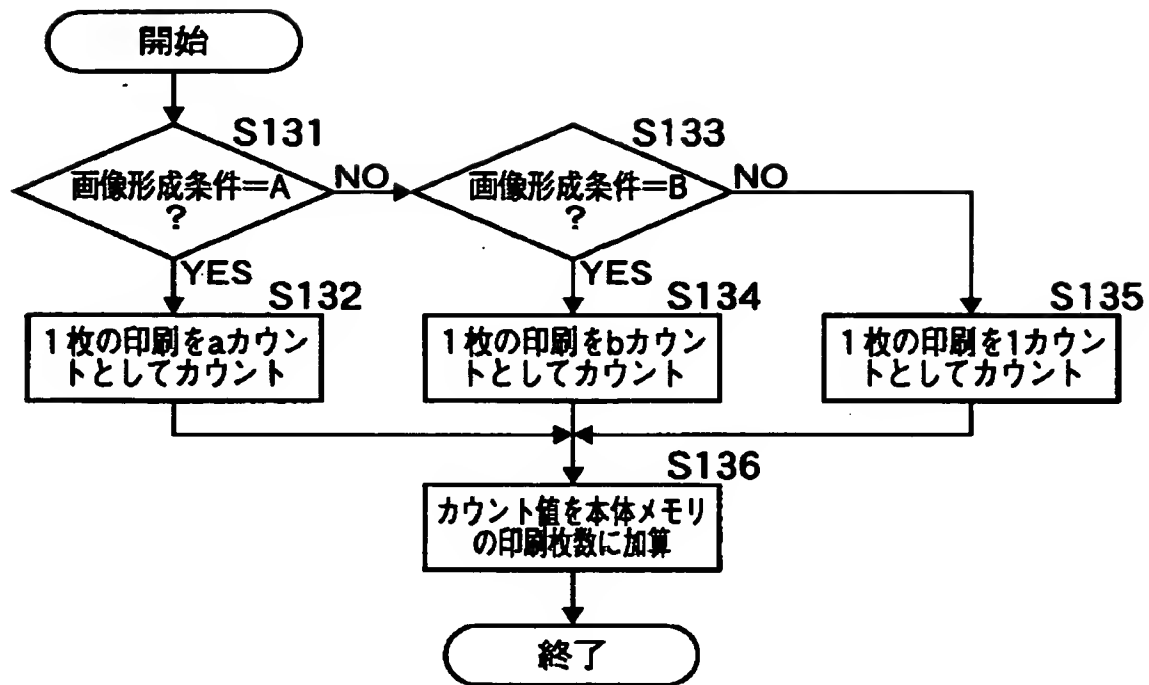 開始
S131
画像形成条件＝A
?
NO
YES
S133
画像形成条件＝B
?
NO
YES
S132
1枚の印刷をaカウン
トとしてカウント
S134
1枚の印刷をbカウン
トとしてカウント
S135
1枚の印刷を1カウン
トとしてカウント
S136
カウント値を本体メモリ
の印刷枚数に加算
終了